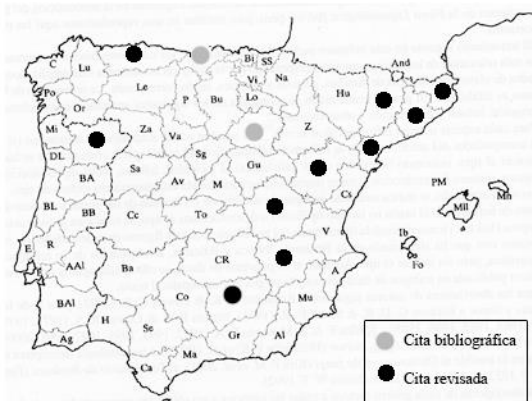 C
Lu
Bi
SS
And
Po
Le
Vi
Na
Or
P
Bu
Lo
Hu
Mi
Za
Va
Z
DL
Sg
Gu
BA
Sa
Av
M
Cs
PM
Mn
BL
BB
Cc
To
Mll
V
Ib
E
R
AAl
Ba
CR
Fo
A
BAl
Co
Mu
H
Se
Gr
Al
Ag
Ma
Ca
Cita bibliográfica
Cita revisada